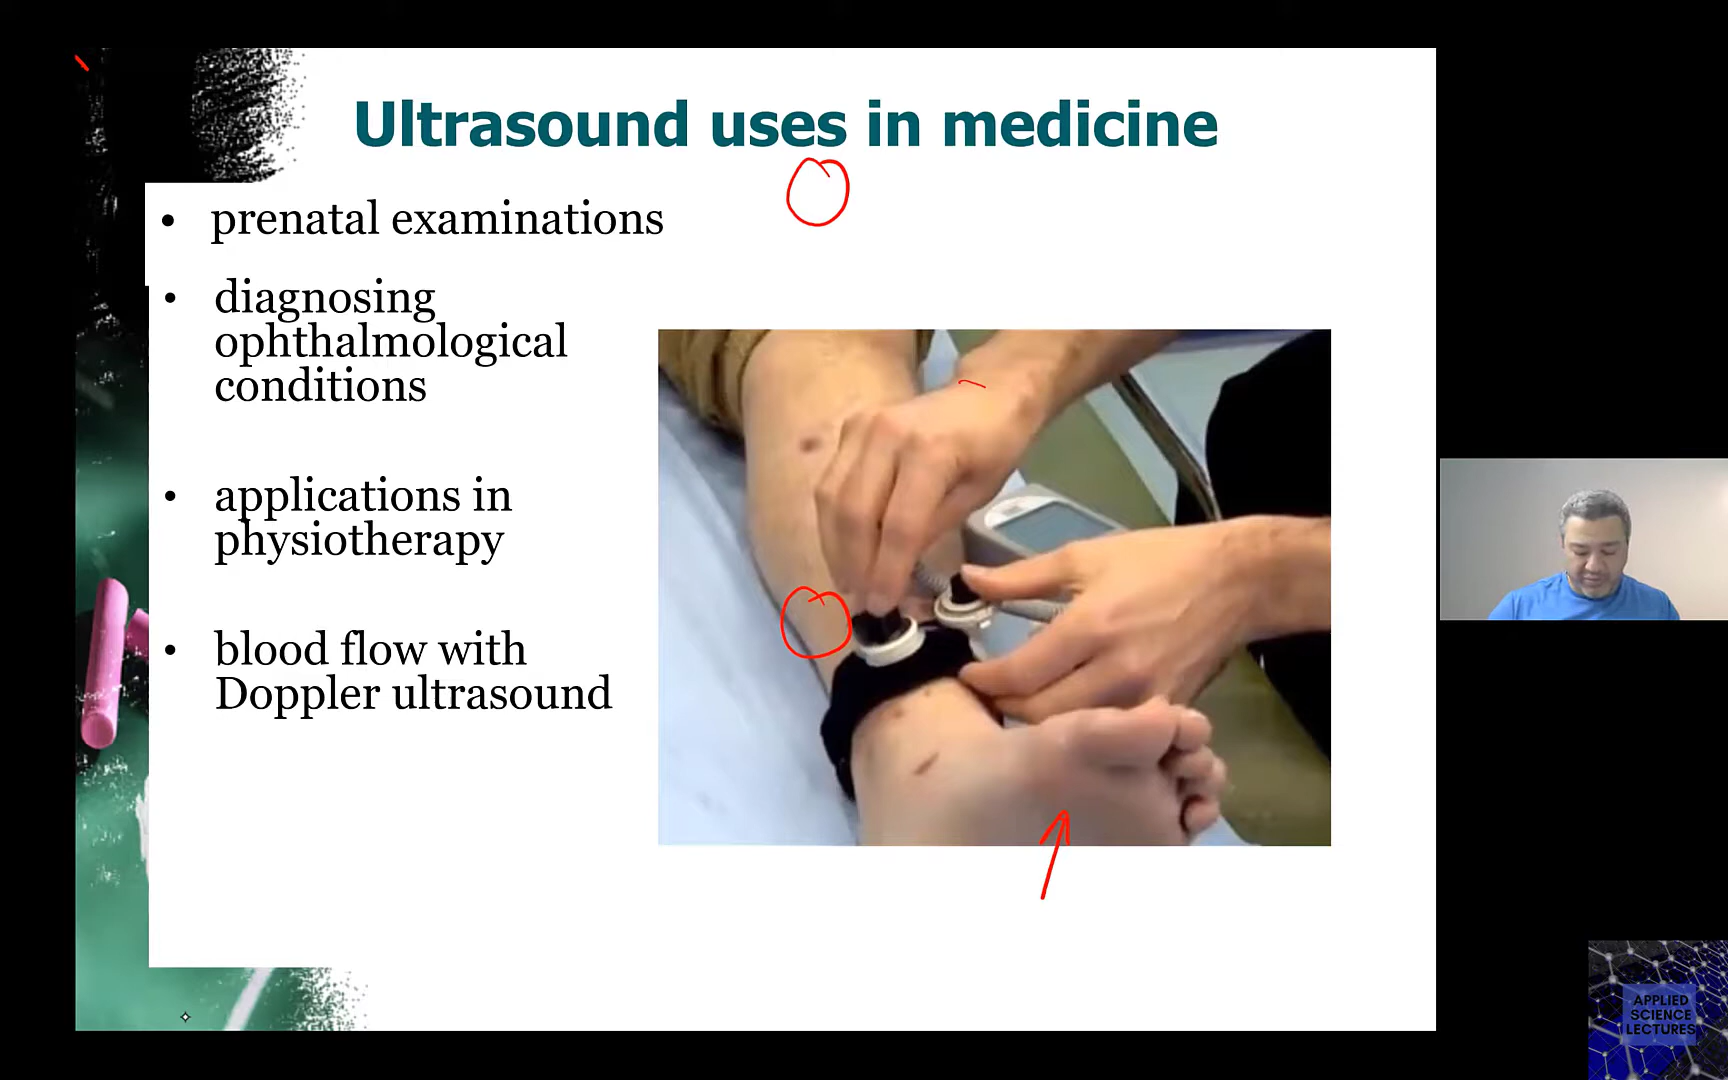 Ultrasound uses in medicine
• prenatal examinations
• diagnosing
ophthalmological
conditions
• applications in
physiotherapy
• blood flow with
Doppler ultrasound
APPLIED
SCIENCE
LECTURES